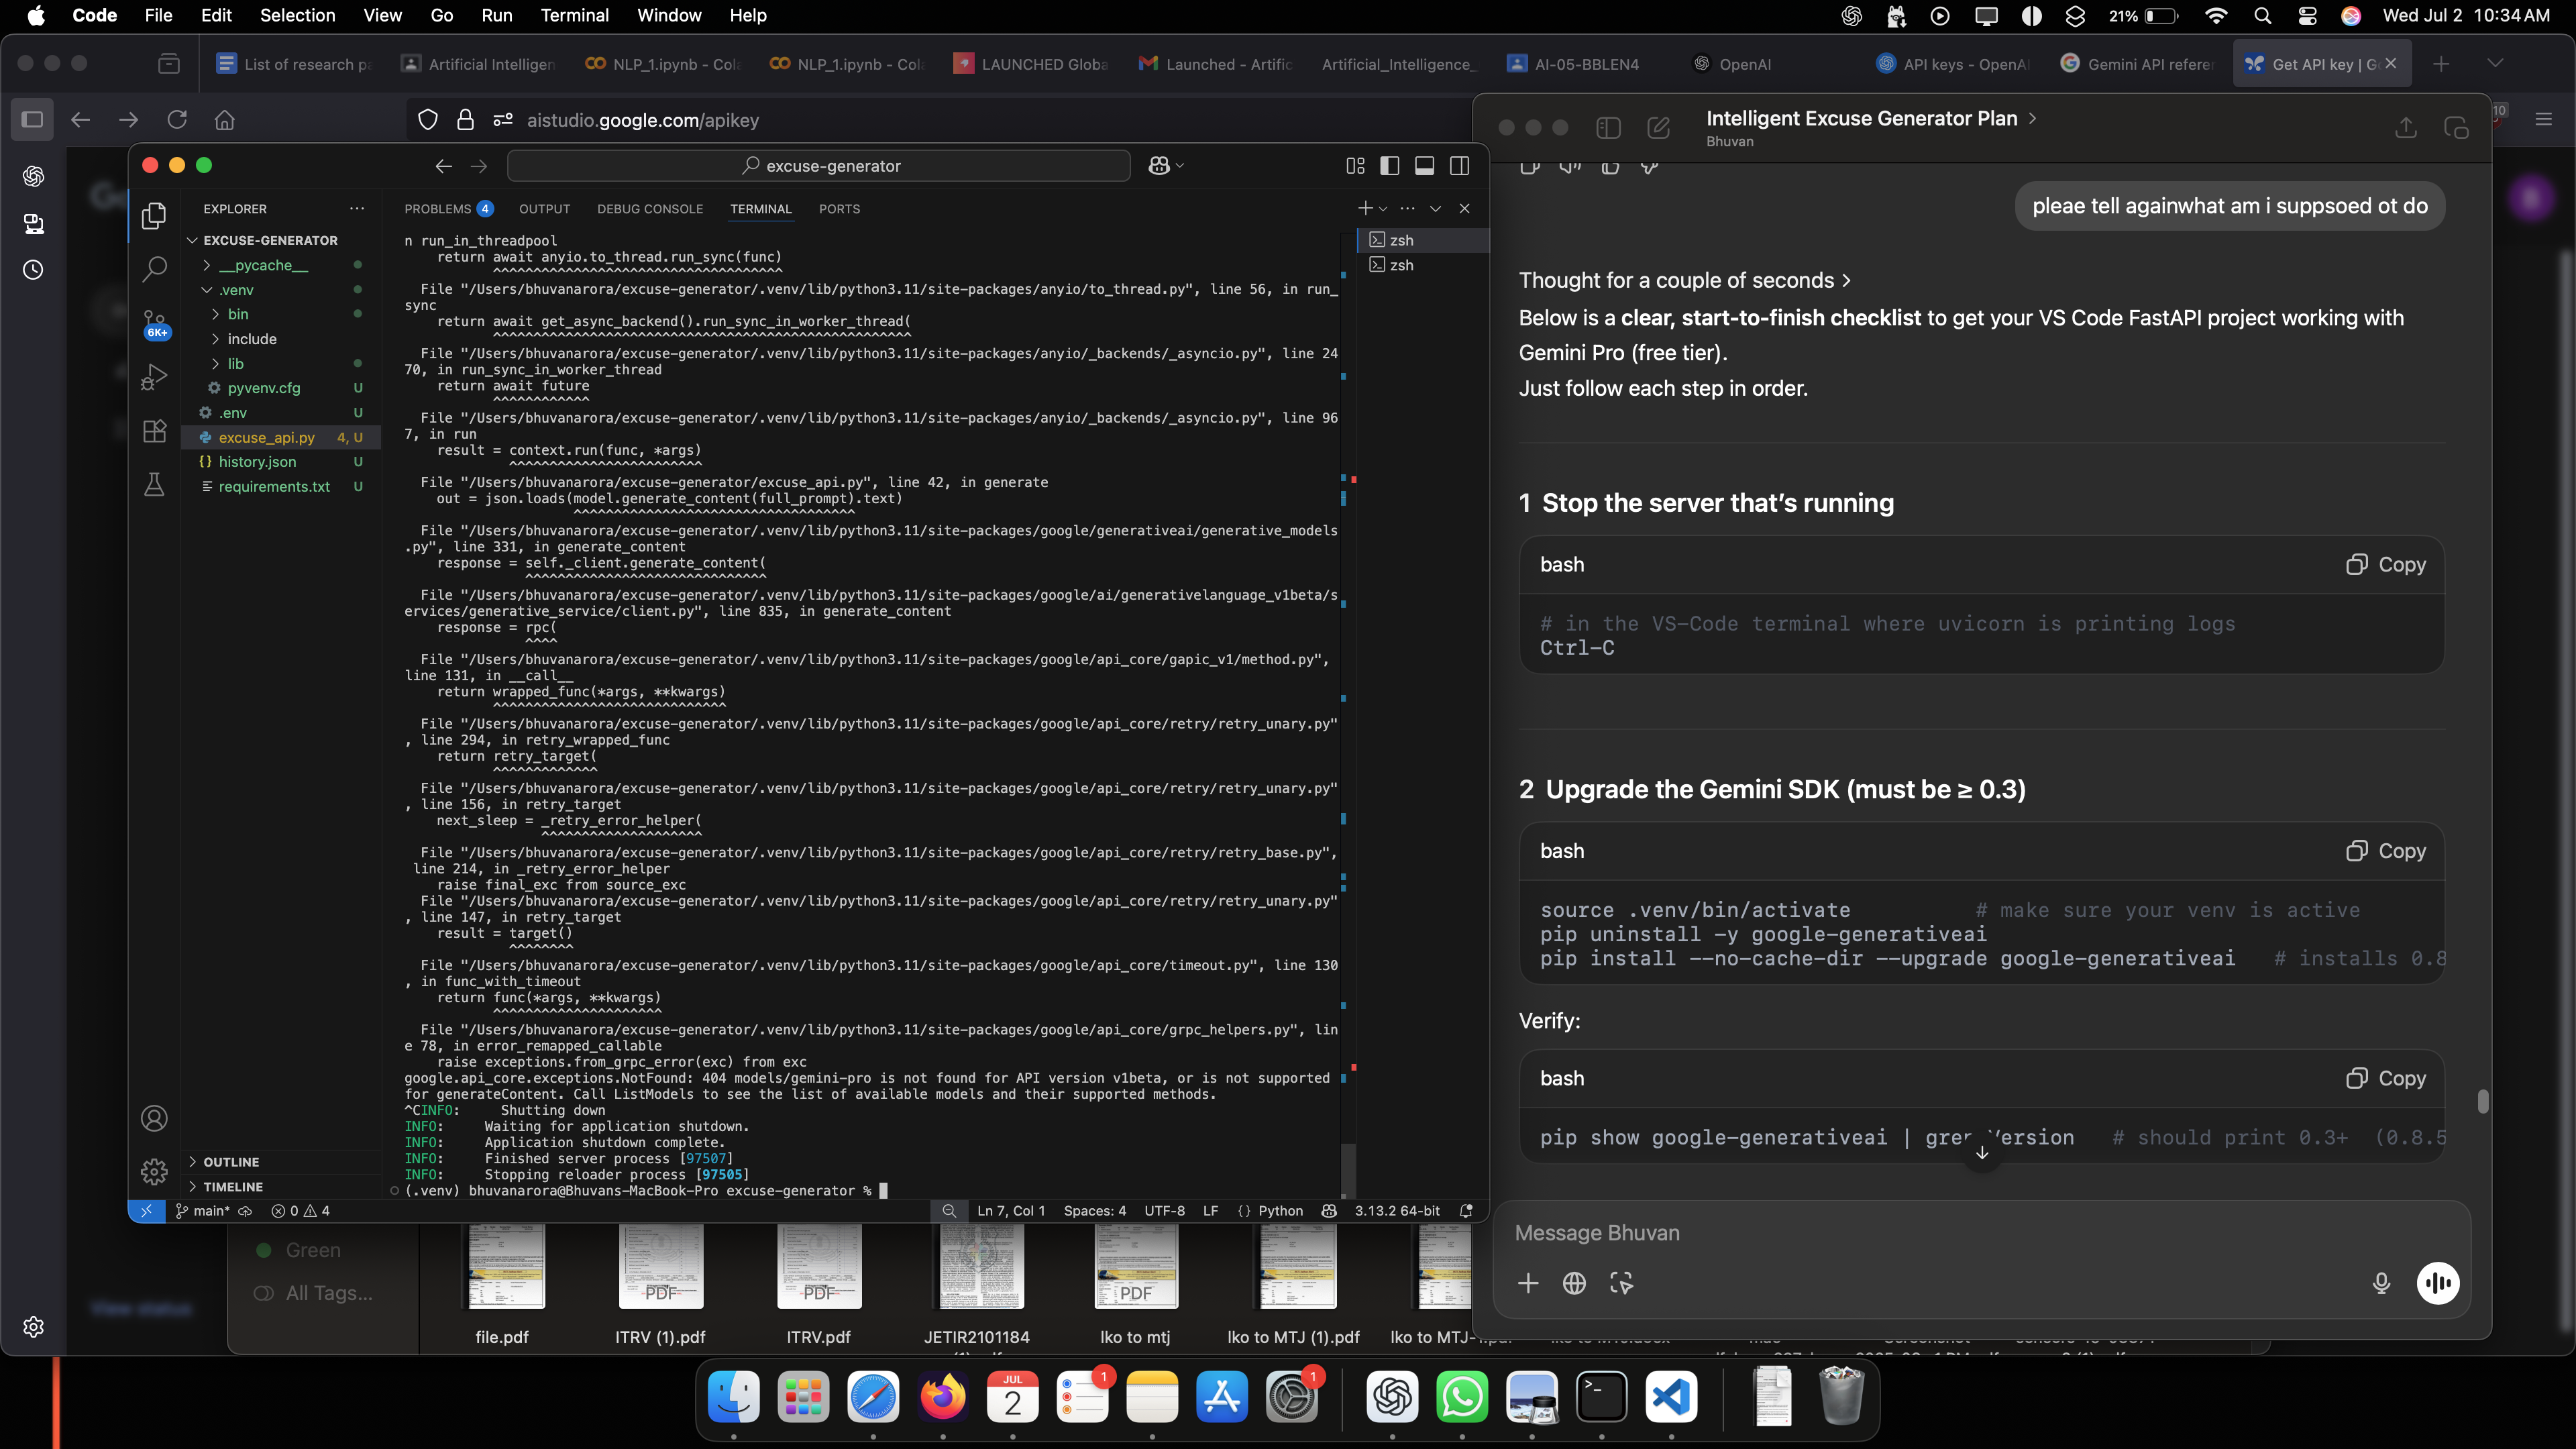 Code File Edit Selection View Go Run Terminal Window Help
21% Wed Jul 2 10:34 AM
List of research pa
Artificial Intelligen
NLP_1.ipynb - Col
NLP_1.ipynb - Col
LAUNCHED Globa
Launched - Artific
Artificial_Intelligence_
AI-05-BBLEN4
OpenAI
API keys - OpenAI
Gemini API referen
Get API key | G
aistudio.google.com/apikey
excuse-generator
EXPLORER
EXCUSE-GENERATOR
__pycache__
.venv
bin
include
lib
pyvenv.cfg U
.env U
excuse_api.py 4, U
history.json U
requirements.txt U
6K+
OUTLINE
TIMELINE
PROBLEMS 4 OUTPUT DEBUG CONSOLE TERMINAL PORTS
zsh
zsh
n run_in_threadpool
return await anyio.to_thread.run_sync(func)
^^^^^^^^^^^^^^^^^^^^^^^^^^^^^^^^^^^^
File "/Users/bhuvanarora/excuse-generator/.venv/lib/python3.11/site-packages/anyio/to_thread.py", line 56, in run_
sync
return await get_async_backend().run_sync_in_worker_thread(
^^^^^^^^^^^^^^^^^^^^^^^^^^^^^^^^^^^^^^^^^^^^^^^^^^^^
File "/Users/bhuvanarora/excuse-generator/.venv/lib/python3.11/site-packages/anyio/_backends/_asyncio.py", line 24
70, in run_sync_in_worker_thread
return await future
^^^^^^^^^^^^
File "/Users/bhuvanarora/excuse-generator/.venv/lib/python3.11/site-packages/anyio/_backends/_asyncio.py", line 96
7, in run
result = context.run(func, *args)
^^^^^^^^^^^^^^^^^^^^^^^^
File "/Users/bhuvanarora/excuse-generator/excuse_api.py", line 42, in generate
out = json.loads(model.generate_content(full_prompt).text)
^^^^^^^^^^^^^^^^^^^^^^^^^^^^^^^^^^^
File "/Users/bhuvanarora/excuse-generator/.venv/lib/python3.11/site-packages/google/generativeai/generative_models
.py", line 331, in generate_content
response = self._client.generate_content(
^^^^^^^^^^^^^^^^^^^^^^^^^^^^^^
File "/Users/bhuvanarora/excuse-generator/.venv/lib/python3.11/site-packages/google/ai/generativelanguage_v1beta/s
ervices/generative_service/client.py", line 835, in generate_content
response = rpc(
^^^^
File "/Users/bhuvanarora/excuse-generator/.venv/lib/python3.11/site-packages/google/api_core/gapic_v1/method.py",
line 131, in __call__
return wrapped_func(*args, **kwargs)
^^^^^^^^^^^^^^^^^^^^^^^^^^^^^
File "/Users/bhuvanarora/excuse-generator/.venv/lib/python3.11/site-packages/google/api_core/retry/retry_unary.py"
, line 294, in retry_wrapped_func
return retry_target(
^^^^^^^^^^^^^
File "/Users/bhuvanarora/excuse-generator/.venv/lib/python3.11/site-packages/google/api_core/retry/retry_unary.py"
, line 156, in retry_target
next_sleep = _retry_error_helper(
^^^^^^^^^^^^^^^^^^^^
File "/Users/bhuvanarora/excuse-generator/.venv/lib/python3.11/site-packages/google/api_core/retry/retry_base.py",
line 214, in _retry_error_helper
raise final_exc from source_exc
File "/Users/bhuvanarora/excuse-generator/.venv/lib/python3.11/site-packages/google/api_core/retry/retry_unary.py"
, line 147, in retry_target
result = target()
^^^^^^^^
File "/Users/bhuvanarora/excuse-generator/.venv/lib/python3.11/site-packages/google/api_core/timeout.py", line 130
, in func_with_timeout
return func(*args, **kwargs)
^^^^^^^^^^^^^^^^^^^^^
File "/Users/bhuvanarora/excuse-generator/.venv/lib/python3.11/site-packages/google/api_core/grpc_helpers.py", lin
e 78, in error_remapped_callable
raise exceptions.from_grpc_error(exc) from exc
google.api_core.exceptions.NotFound: 404 models/gemini-pro is not found for API version v1beta, or is not supported
for generateContent. Call ListModels to see the list of available models and their supported methods.
^CINFO: Shutting down
INFO: Waiting for application shutdown.
INFO: Application shutdown complete.
INFO: Finished server process [97507]
INFO: Stopping reloader process [97505]
(.venv) bhuvanarora@Bhuvans-MacBook-Pro excuse-generator %
main* 0 4 Ln 7, Col 1 Spaces: 4 UTF-8 LF {} Python 3.13.2 64-bit
Intelligent Excuse Generator Plan
Bhuvan
pleae tell againwhat am i suppsoed ot do
Thought for a couple of seconds
Below is a clear, start-to-finish checklist to get your VS Code FastAPI project working with
Gemini Pro (free tier).
Just follow each step in order.
1 Stop the server that's running
bash Copy
# in the VS-Code terminal where uvicorn is printing logs
Ctrl-C
2 Upgrade the Gemini SDK (must be ≥ 0.3)
bash Copy
source .venv/bin/activate # make sure your venv is active
pip uninstall -y google-generativeai
pip install --no-cache-dir --upgrade google-generativeai # installs 0.8
Verify:
bash Copy
pip show google-generativeai | grep Version # should print 0.3+ (0.8.5
Message Bhuvan
Green
All Tags...
View status
PDF
PDF
PDF
file.pdf
ITRV (1).pdf
ITRV.pdf
JETIR2101184
lko to mtj
lko to MTJ (1).pdf
JUL
2
1
1